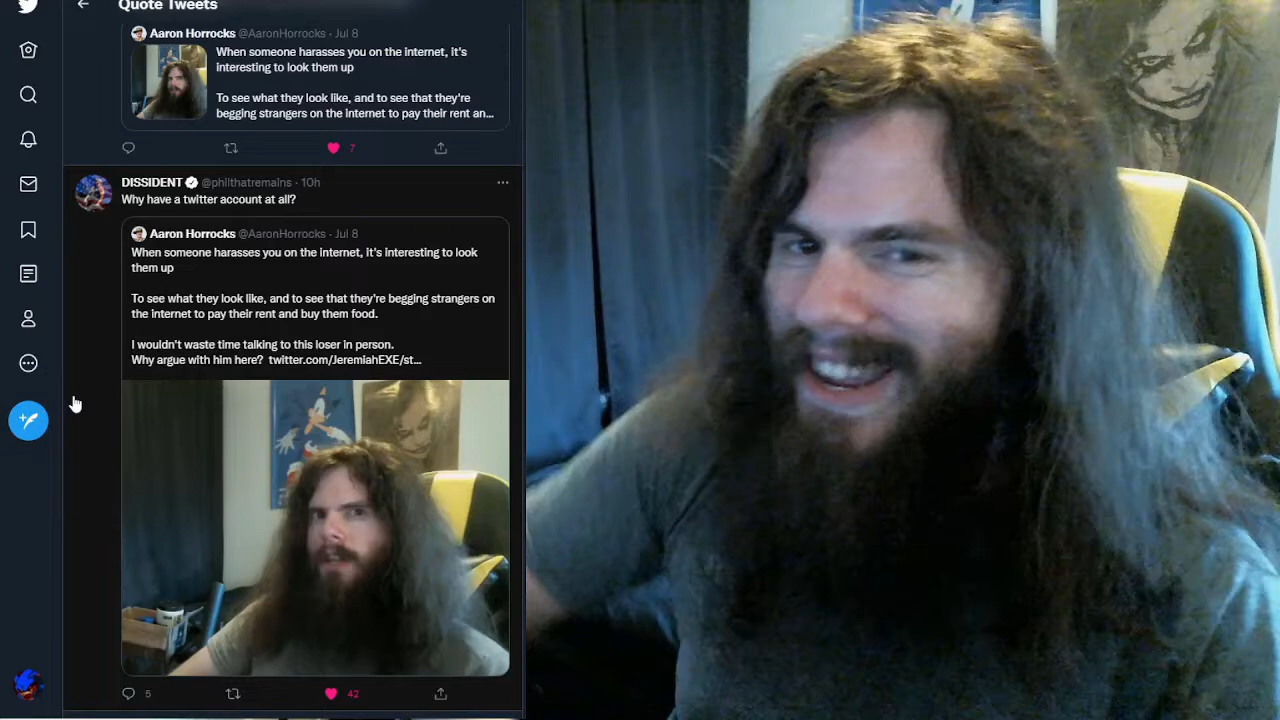 Quote Tweets
Aaron Horrocks @AaronHorrocks · Jul 8
When someone harasses you on the internet, it's
interesting to look them up
To see what they look like, and to see that they're
begging strangers on the internet to pay their rent an...
7
DISSIDENT @philthatremains · 10h
Why have a twitter account at all?
Aaron Horrocks @AaronHorrocks · Jul 8
When someone harasses you on the internet, it's interesting to look
them up
To see what they look like, and to see that they're begging strangers on
the internet to pay their rent and buy them food.
I wouldn't waste time talking to this loser in person.
Why argue with him here? twitter.com/JeremiahEXE/st...
5 42